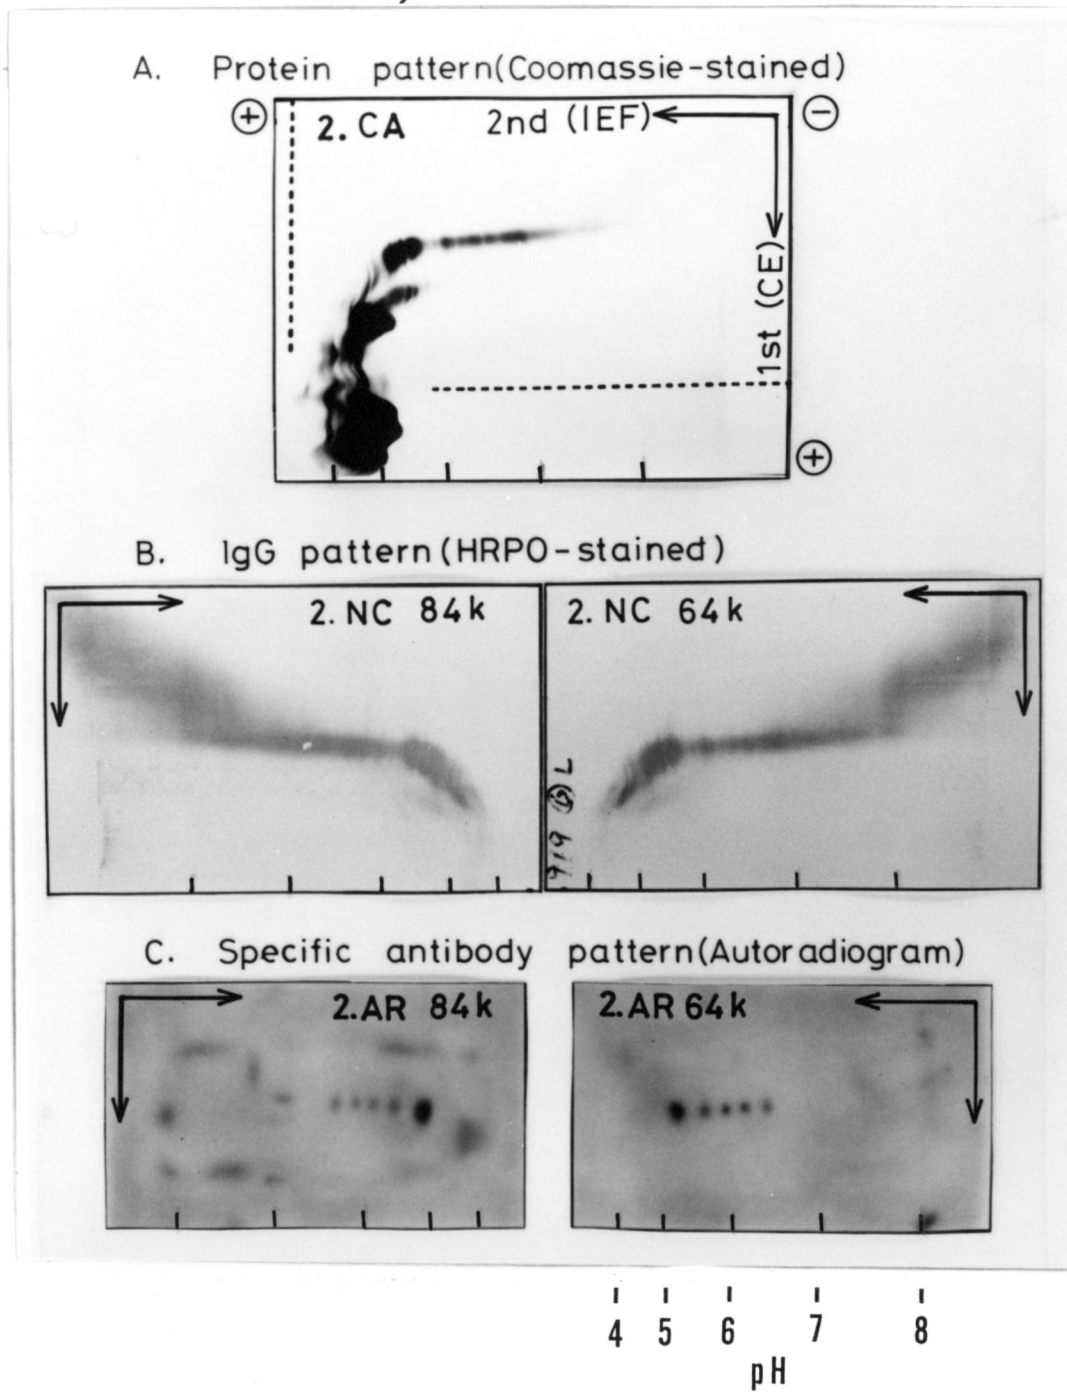 A. Protein pattern(Coomassie-stained)
+ 2. CA 2nd (IEF) −
1st (CE)
+
B. IgG pattern(HRPO-stained)
2. NC 84k
2. NC 64k
C. Specific antibody pattern(Autoradiogram)
2.AR 84k
2.AR 64k
4 5 6 7 8
pH